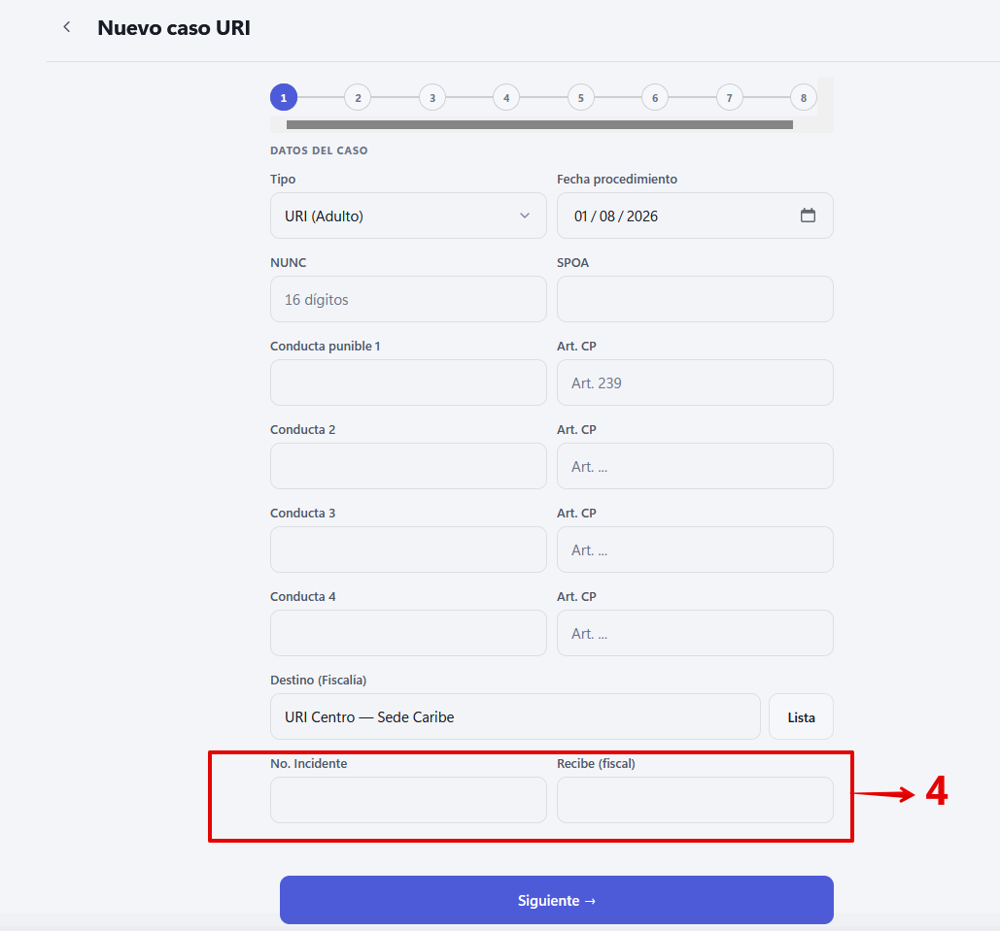 Nuevo caso URI
1 2 3 4 5 6 7 8
DATOS DEL CASO
Tipo Fecha procedimiento
URI (Adulto) 01 / 08 / 2026
NUNC SPOA
16 dígitos
Conducta punible 1 Art. CP
Art. 239
Conducta 2 Art. CP
Art. ...
Conducta 3 Art. CP
Art. ...
Conducta 4 Art. CP
Art. ...
Destino (Fiscalía)
URI Centro — Sede Caribe Lista
No. Incidente Recibe (fiscal)
4
Siguiente →